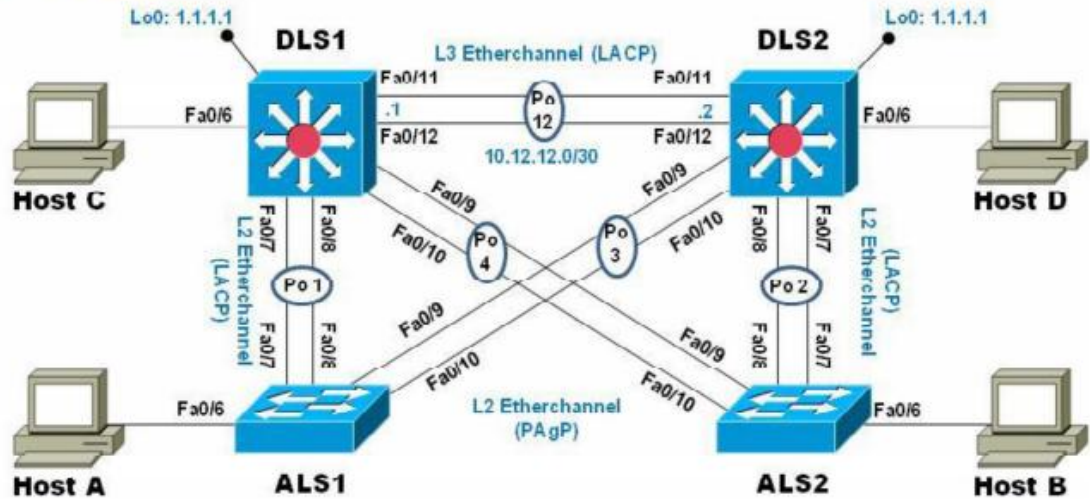 Lo0: 1.1.1.1
Lo0: 1.1.1.1
DLS1
DLS2
L3 Etherchannel (LACP)
Fa0/11
Fa0/11
Fa0/6
.1
Po
12
.2
Fa0/6
Fa0/12
Fa0/12
10.12.12.0/30
Host C
Host D
Fa0/9
Fa0/9
Fa0/7
Fa0/8
Fa0/10
Po
4
Po
3
Fa0/10
Fa0/8
Fa0/7
L2 Etherchannel
(LACP)
Po 1
Po 2
L2 Etherchannel
(LACP)
Fa0/7
Fa0/8
Fa0/9
Fa0/10
Fa0/9
Fa0/10
Fa0/8
Fa0/7
Fa0/6
L2 Etherchannel
(PAgP)
Fa0/6
Host A
ALS1
ALS2
Host B